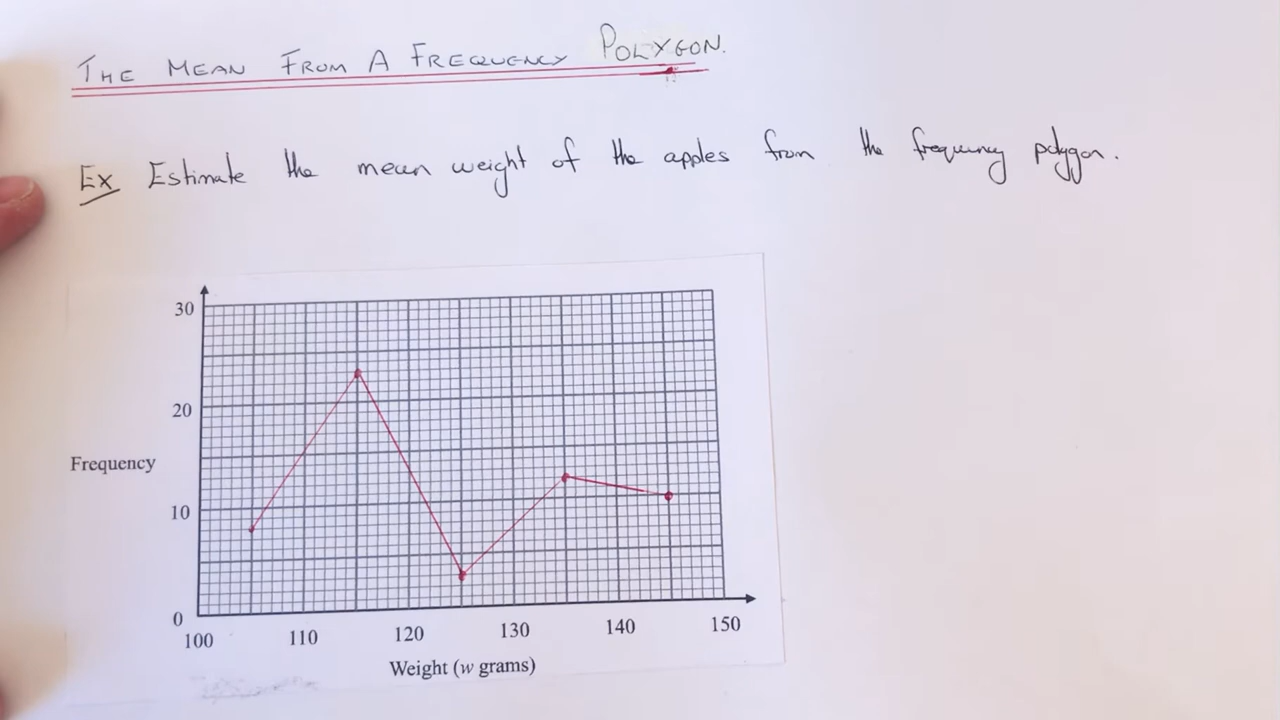 THE MEAN FROM A FREQUENCY POLYGON.
Ex Estimate the mean weight of the apples from the frequency polygon.
30
20
Frequency
10
0
100 110 120 130 140 150
Weight (w grams)